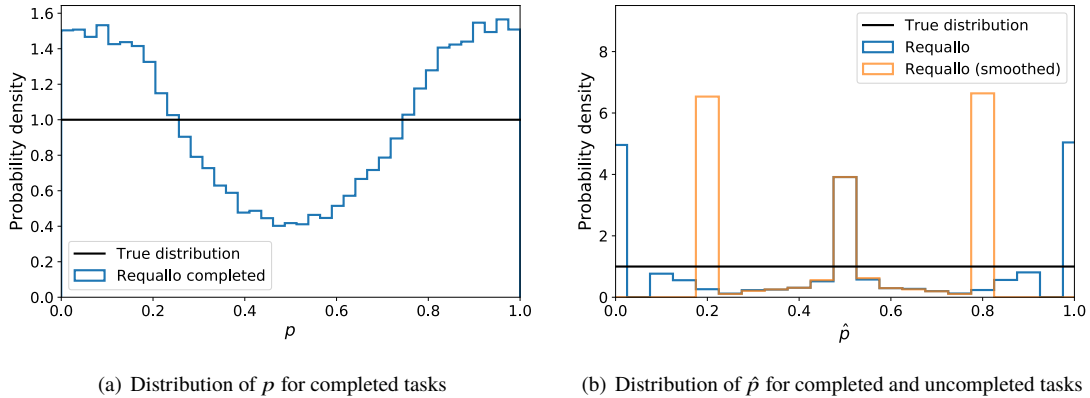 1.6
1.4
1.2
1.0
0.8
0.6
0.4
0.2
0.0
Probability density
True distribution
Requallo completed
0.0 0.2 0.4 0.6 0.8 1.0
p
(a) Distribution of p for completed tasks
8
6
4
2
0
Probability density
True distribution
Requallo
Requallo (smoothed)
0.0 0.2 0.4 0.6 0.8 1.0
p̂
(b) Distribution of p̂ for completed and uncompleted tasks